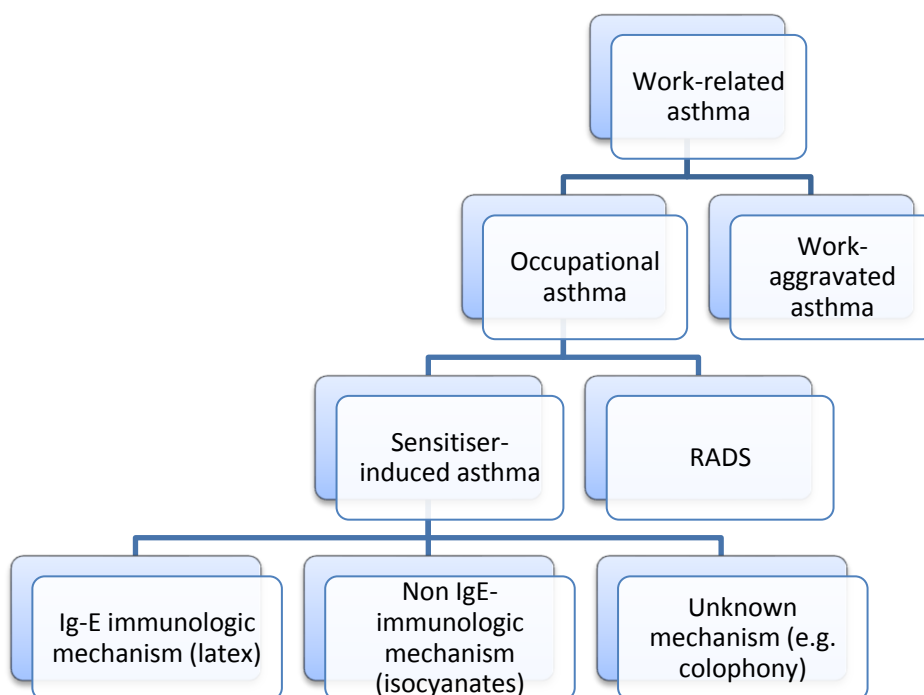 Work-related
asthma
Occupational
asthma
Work-
aggravated
asthma
Sensitiser-
induced asthma
RADS
Ig-E immunologic
mechanism (latex)
Non IgE-
immunologic
mechanism
(isocyanates)
Unknown
mechanism (e.g.
colophony)